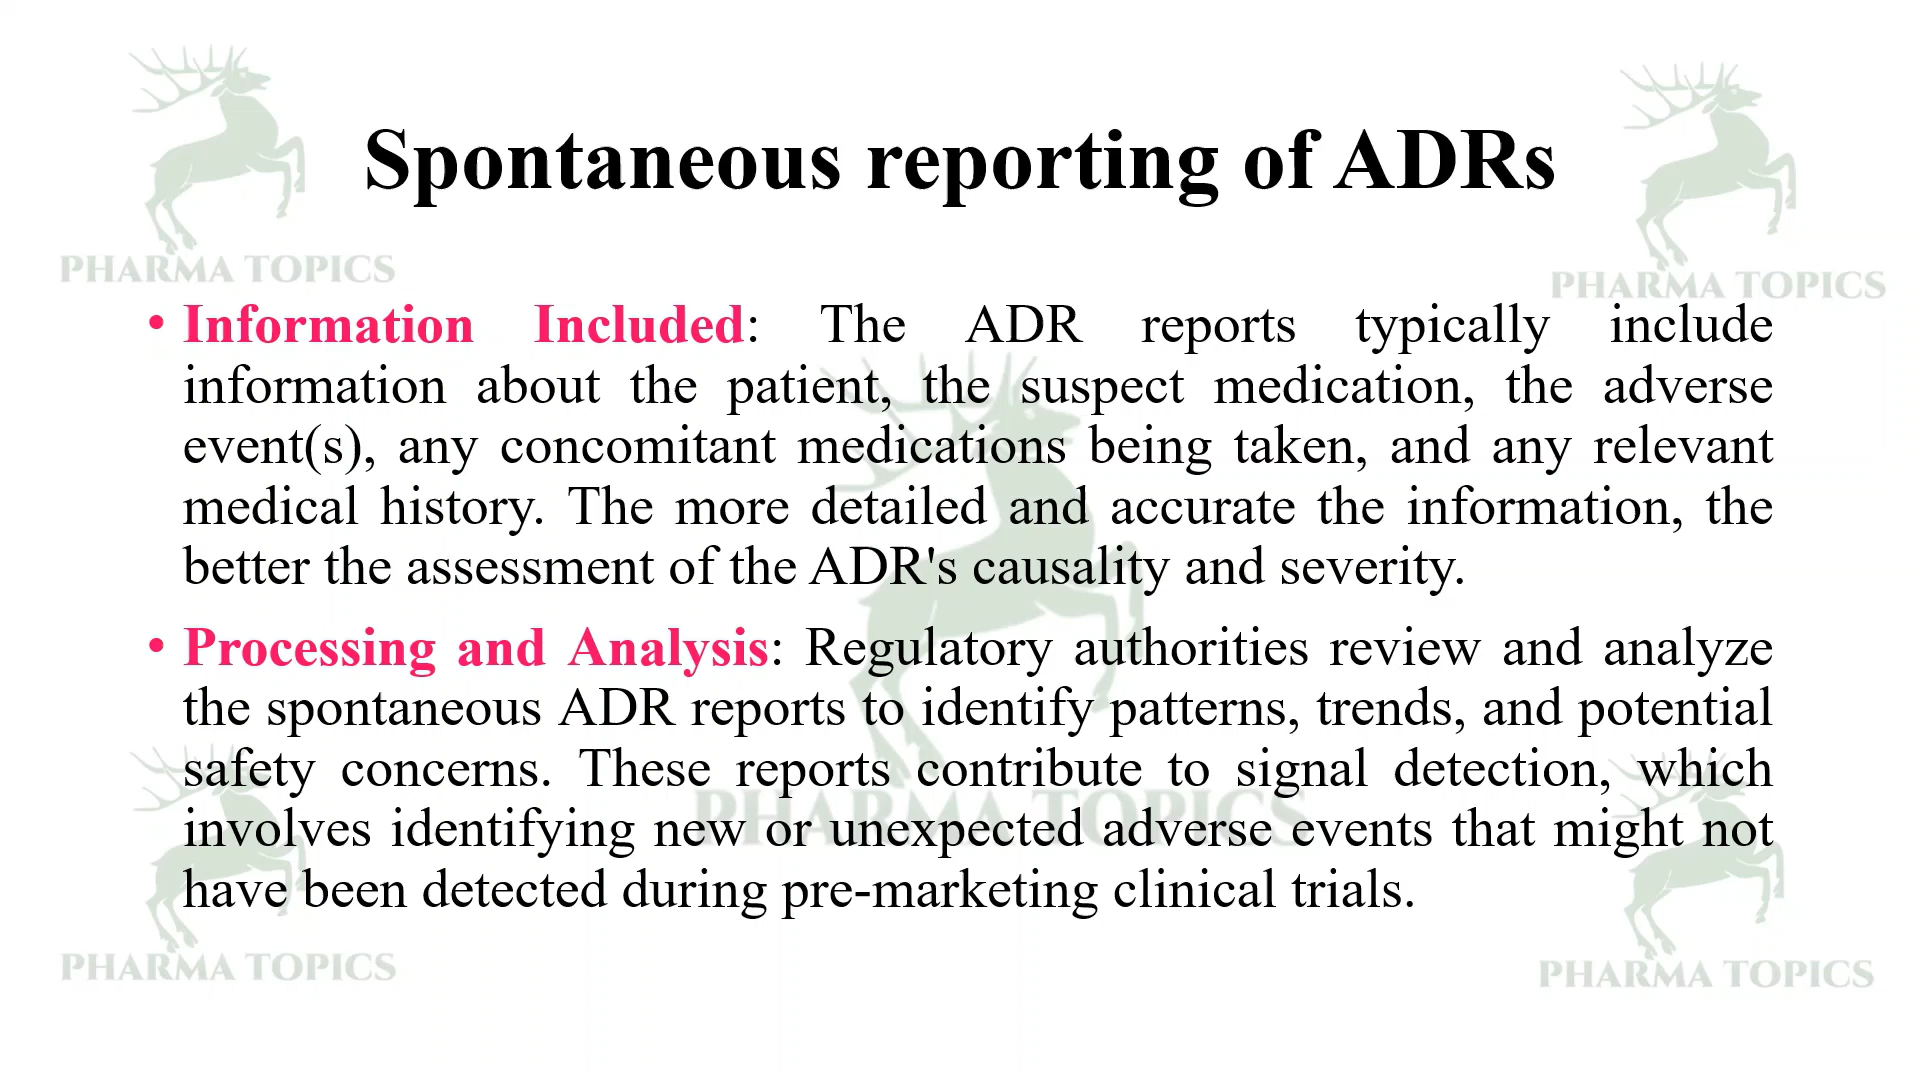 Spontaneous reporting of ADRs
PHARMA TOPICS
PHARMA TOPICS
• Information Included: The ADR reports typically include
information about the patient, the suspect medication, the adverse
event(s), any concomitant medications being taken, and any relevant
medical history. The more detailed and accurate the information, the
better the assessment of the ADR's causality and severity.
• Processing and Analysis: Regulatory authorities review and analyze
the spontaneous ADR reports to identify patterns, trends, and potential
safety concerns. These reports contribute to signal detection, which
PHARMA TOPICS
involves identifying new or unexpected adverse events that might not
have been detected during pre-marketing clinical trials.
PHARMA TOPICS
PHARMA TOPICS